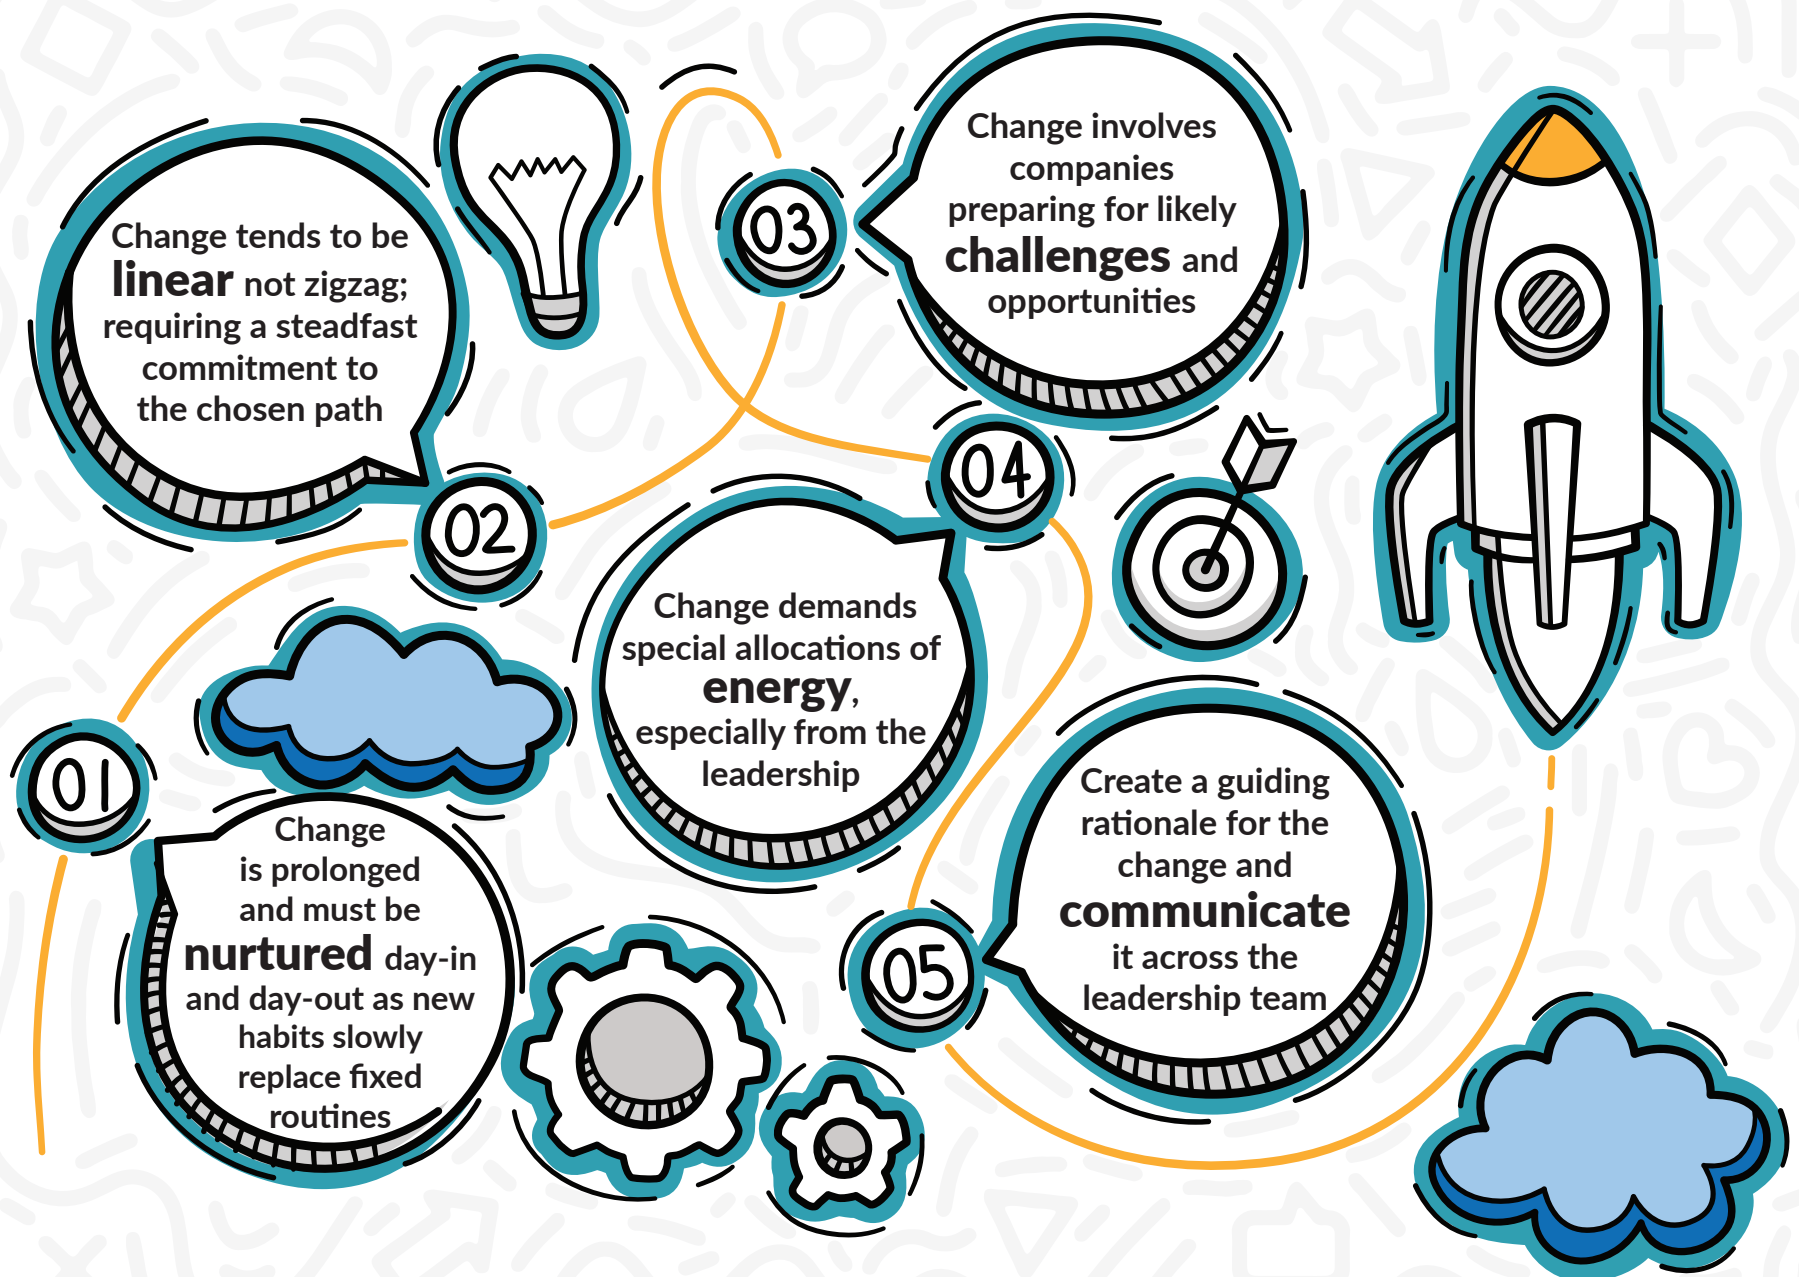 01
Change
is prolonged
and must be
nurtured day-in
and day-out as new
habits slowly
replace fixed
routines
02
Change tends to be
linear not zigzag;
requiring a steadfast
commitment to
the chosen path
03
Change involves
companies
preparing for likely
challenges and
opportunities
04
Change demands
special allocations of
energy,
especially from the
leadership
05
Create a guiding
rationale for the
change and
communicate
it across the
leadership team